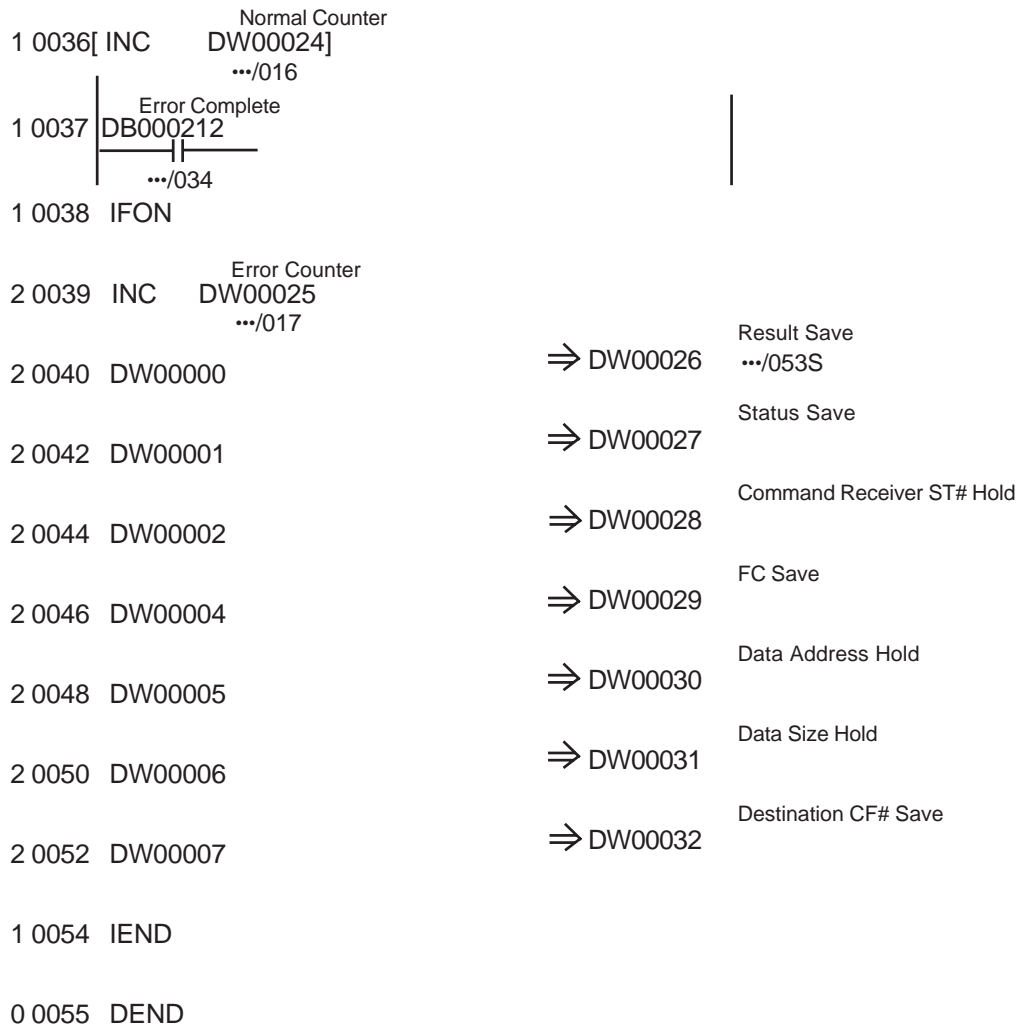 Normal Counter
1 0036[ INC DW00024]
•••/016
Error Complete
1 0037 DB000212
•••/034
1 0038 IFON
Error Counter
2 0039 INC DW00025
•••/017
Result Save
2 0040 DW00000 ⇒ DW00026 •••/053S
Status Save
2 0042 DW00001 ⇒ DW00027
Command Receiver ST# Hold
2 0044 DW00002 ⇒ DW00028
FC Save
2 0046 DW00004 ⇒ DW00029
Data Address Hold
2 0048 DW00005 ⇒ DW00030
Data Size Hold
2 0050 DW00006 ⇒ DW00031
Destination CF# Save
2 0052 DW00007 ⇒ DW00032
1 0054 IEND
0 0055 DEND